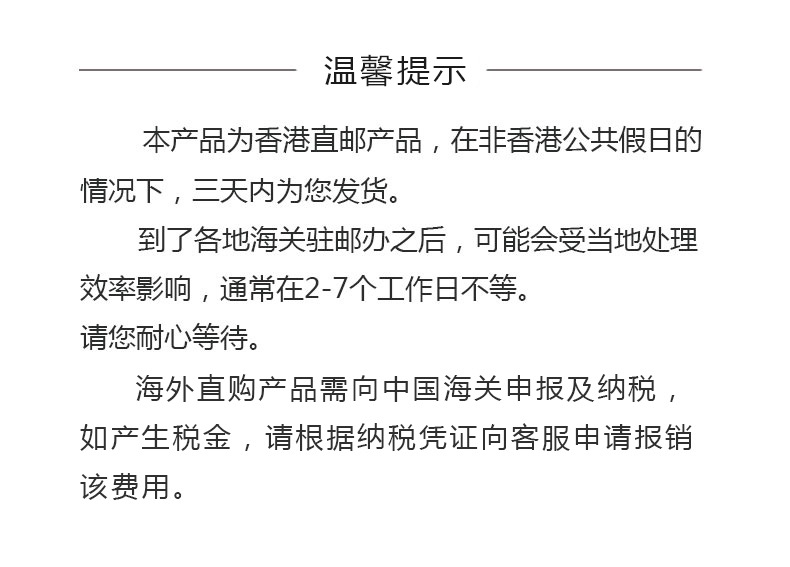 温馨提示
本产品为香港直邮产品，在非香港公共假日的
情况下，三天内为您发货。
到了各地海关驻邮办之后，可能会受当地处理
效率影响，通常在2-7个工作日不等。
请您耐心等待。
海外直购产品需向中国海关申报及纳税，
如产生税金，请根据纳税凭证向客服申请报销
该费用。